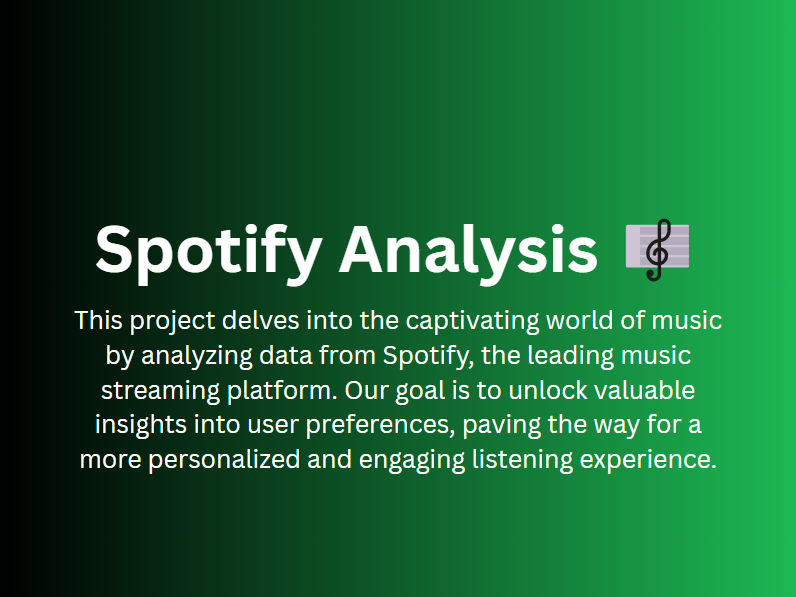 Spotify Analysis
This project delves into the captivating world of music
by analyzing data from Spotify, the leading music
streaming platform. Our goal is to unlock valuable
insights into user preferences, paving the way for a
more personalized and engaging listening experience.